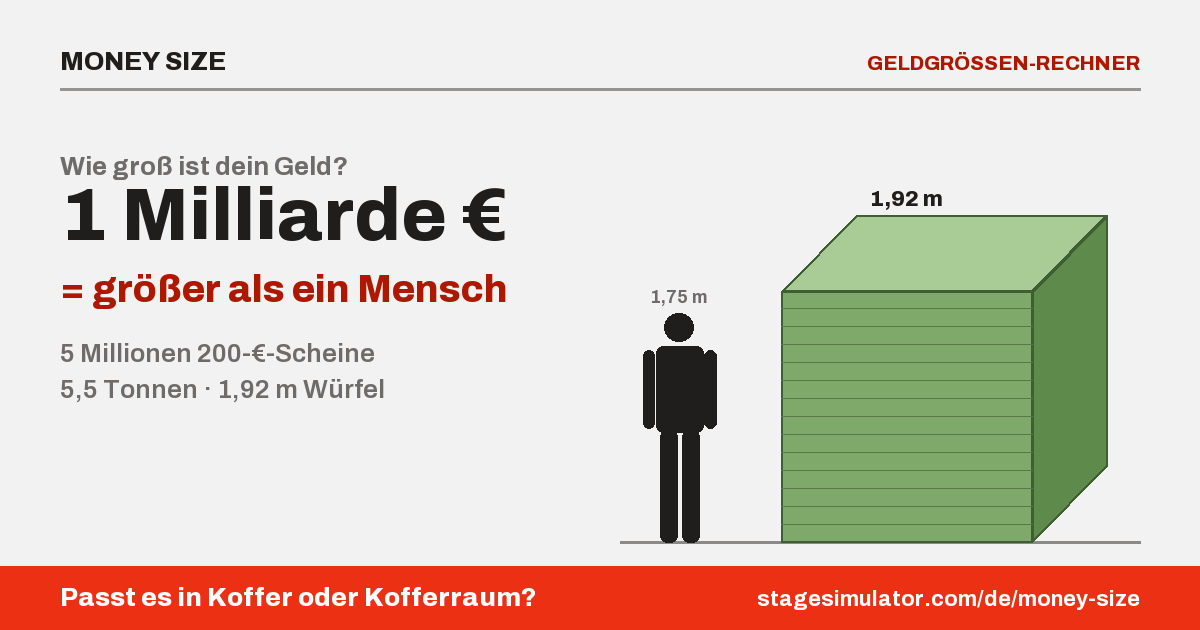 MONEY SIZE
GELDGRÖSSEN-RECHNER
Wie groß ist dein Geld?
1 Milliarde €
= größer als ein Mensch
5 Millionen 200-€-Scheine
5,5 Tonnen · 1,92 m Würfel
1,75 m
1,92 m
Passt es in Koffer oder Kofferraum?
stagesimulator.com/de/money-size